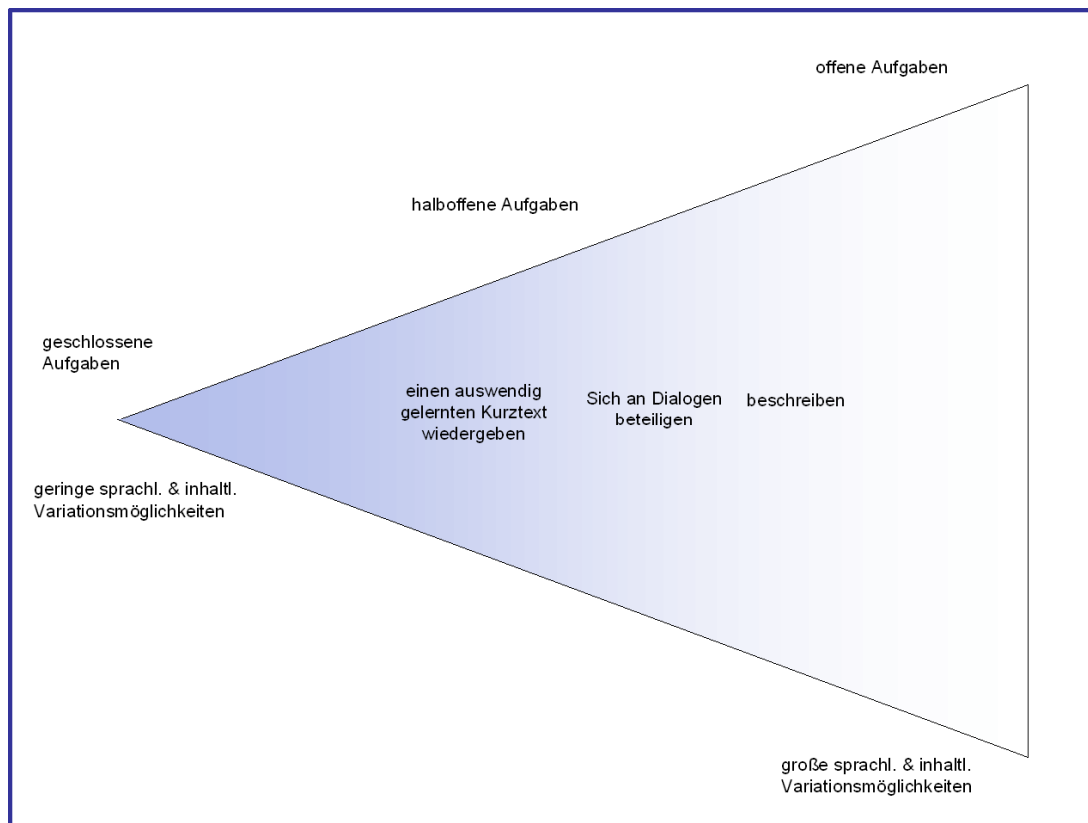 offene Aufgaben
halboffene Aufgaben
geschlossene
Aufgaben
einen auswendig
gelernten Kurztext
wiedergeben
Sich an Dialogen
beteiligen
beschreiben
geringe sprachl. & inhaltl.
Variationsmöglichkeiten
große sprachl. & inhaltl.
Variationsmöglichkeiten